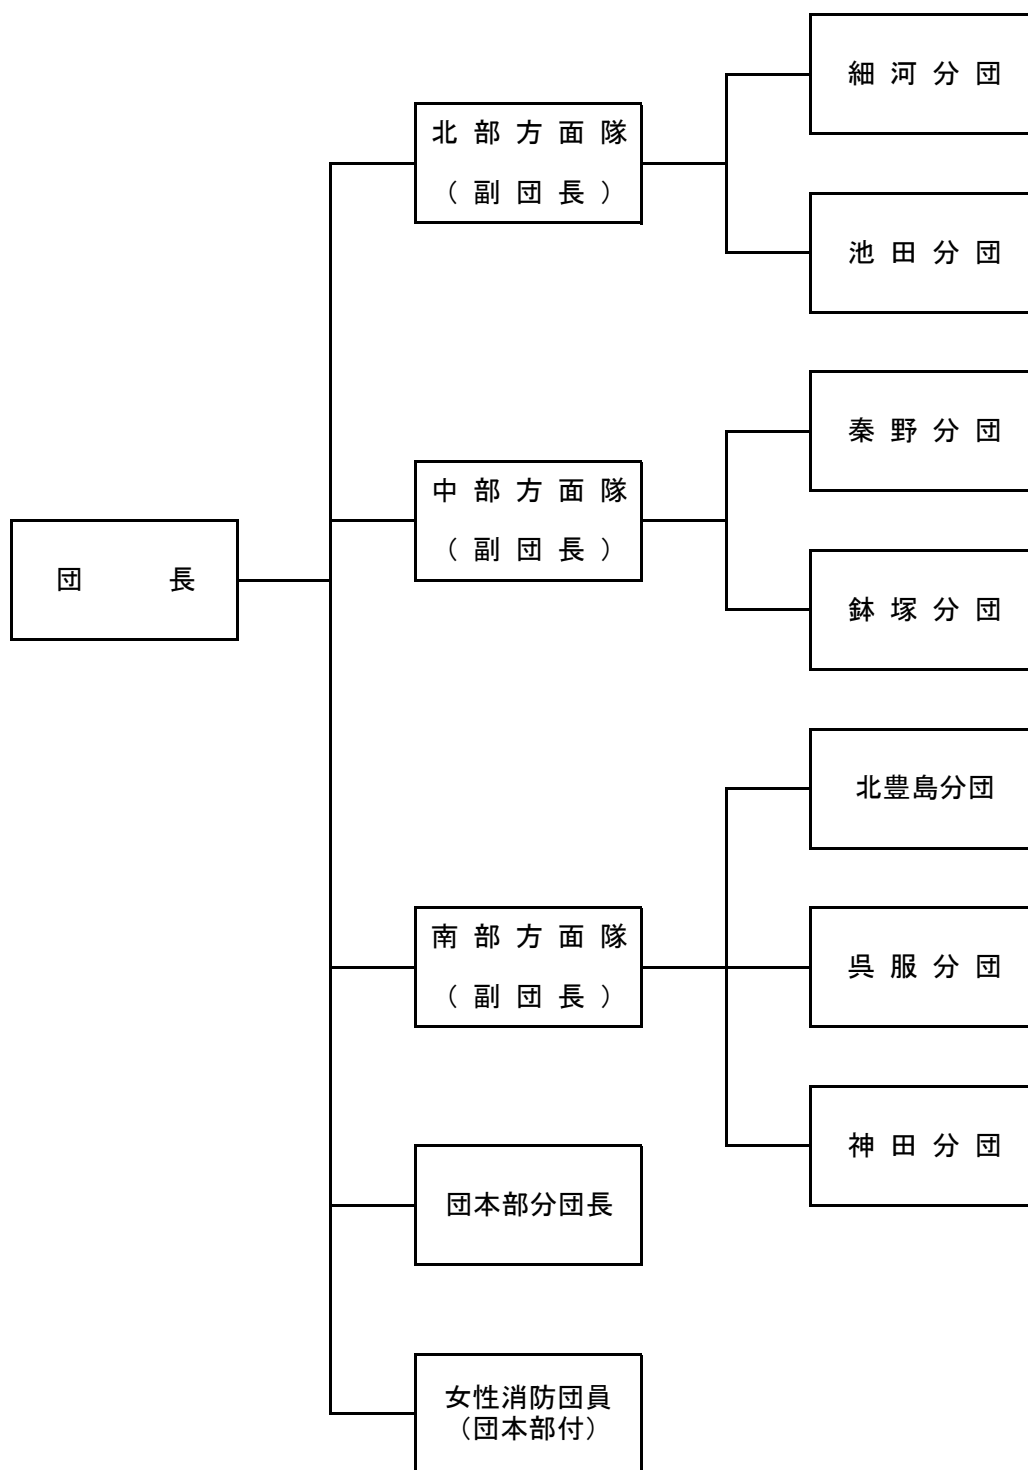 団長
北部方面隊
（副団長）
細河分団
池田分団
中部方面隊
（副団長）
秦野分団
鉢塚分団
南部方面隊
（副団長）
北豊島分団
呉服分団
神田分団
団本部分団長
女性消防団員
（団本部付）